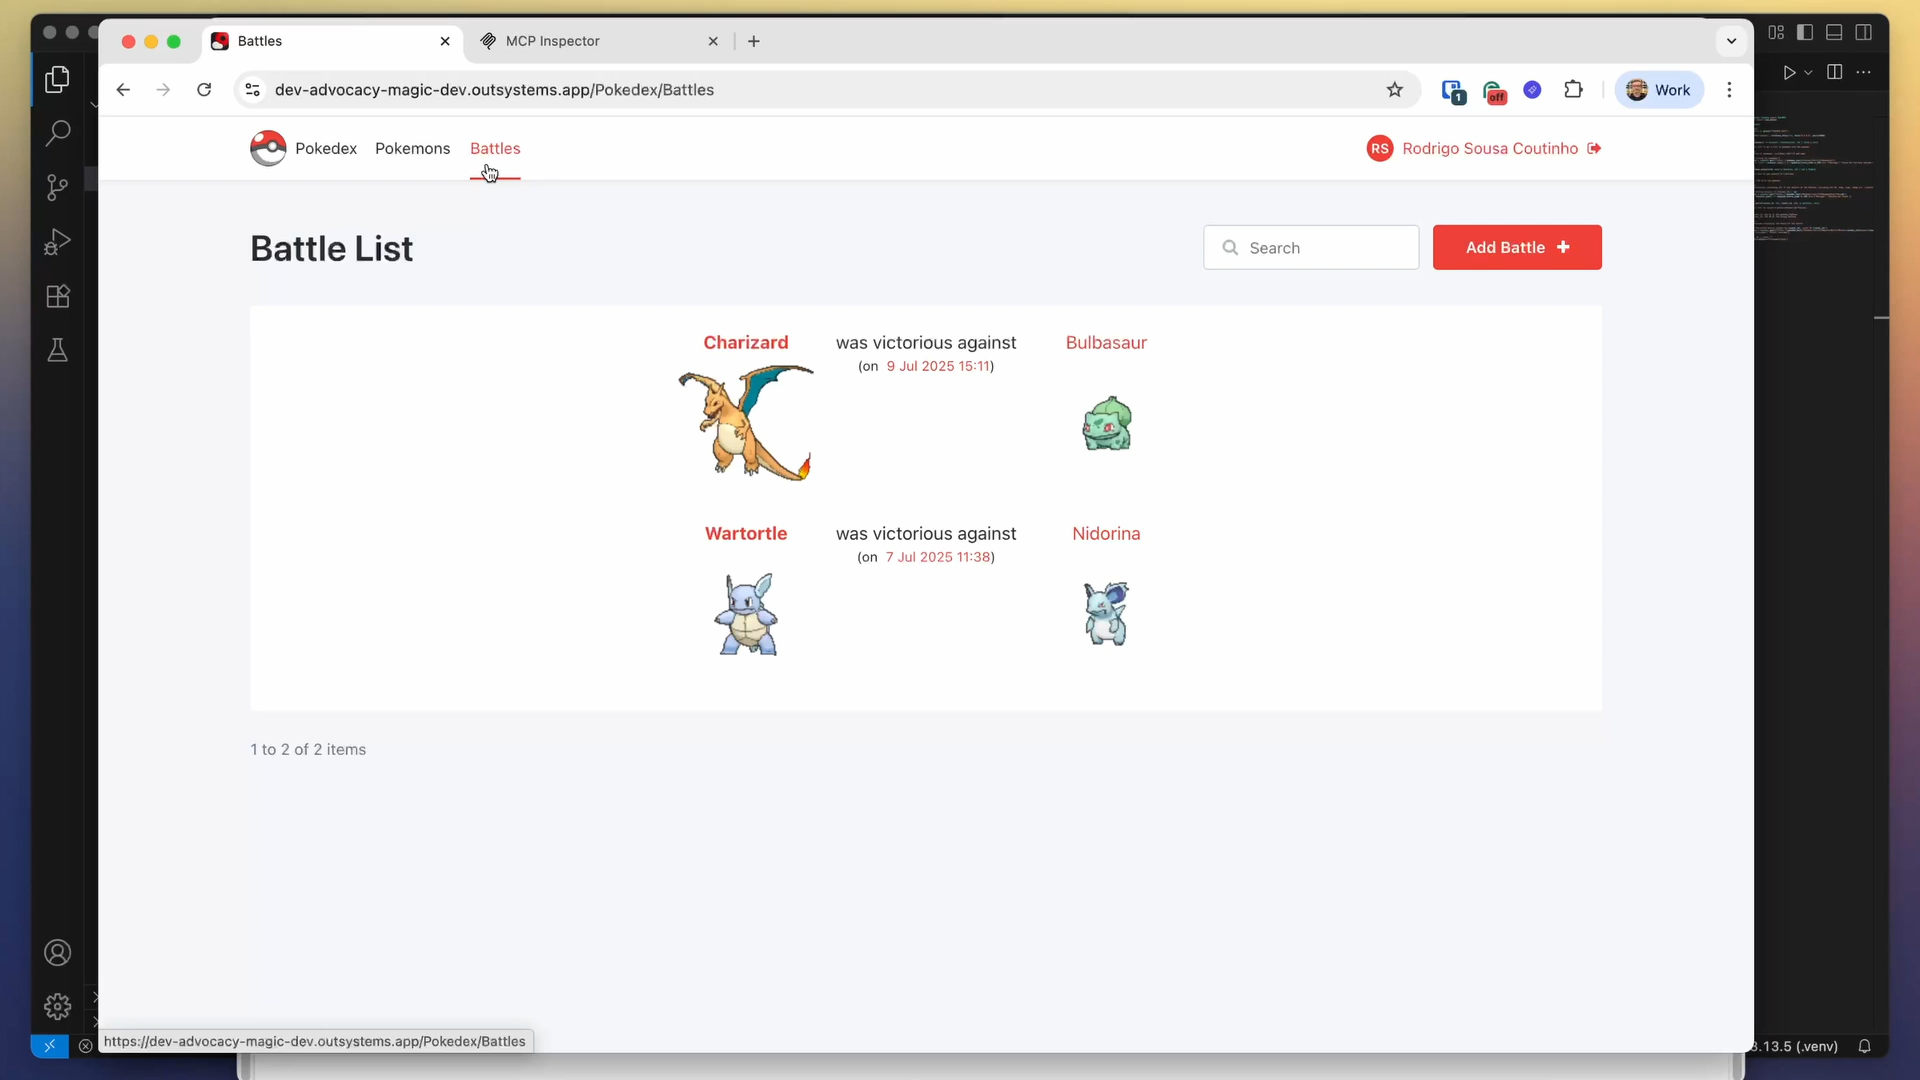 Battles
MCP Inspector
dev-advocacy-magic-dev.outsystems.app/Pokedex/Battles
1
off
Work
Pokedex
Pokemons
Battles
RS
Rodrigo Sousa Coutinho
Battle List
Search
Add Battle
Charizard
was victorious against
Bulbasaur
(on 9 Jul 2025 15:11)
Wartortle
was victorious against
Nidorina
(on 7 Jul 2025 11:38)
1 to 2 of 2 items
https://dev-advocacy-magic-dev.outsystems.app/Pokedex/Battles
3.13.5 (.venv)